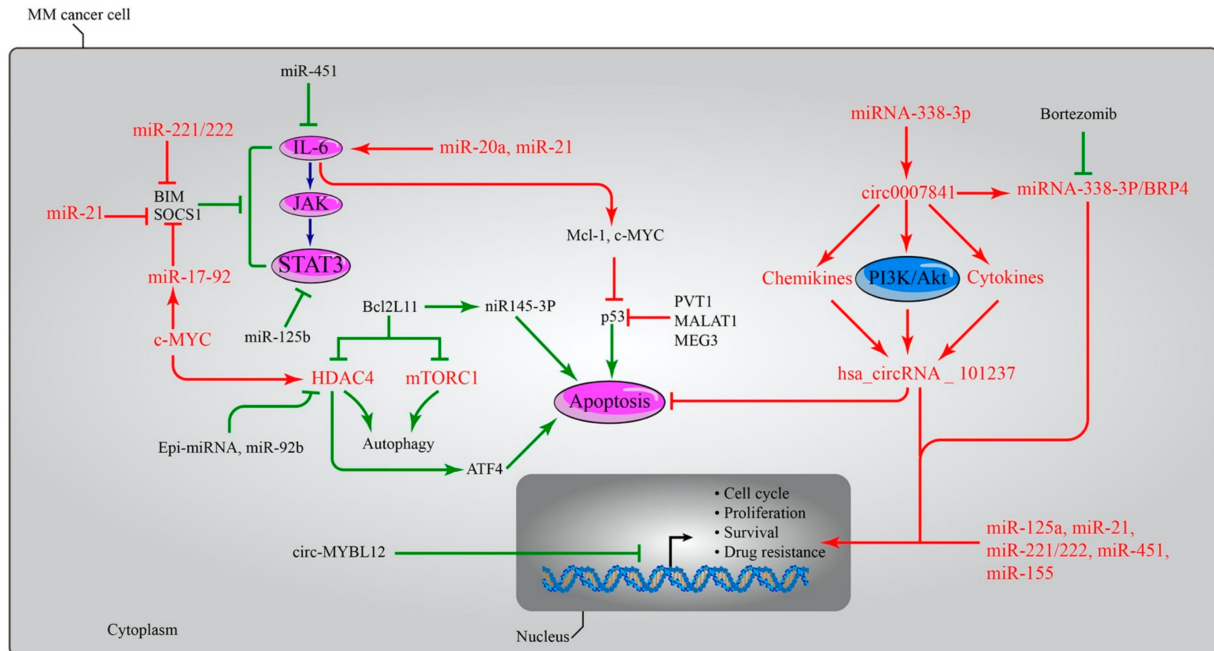 MM cancer cell
miR-451
miR-221/222
IL-6
miR-20a, miR-21
miRNA-338-3p
Bortezomib
BIM
SOCS1
miR-21
JAK
circ0007841
miRNA-338-3P/BRP4
Mcl-1, c-MYC
STAT3
miR-17-92
Chemikines
PI3K/Akt
Cytokines
Bcl2L11
niR145-3P
p53
PVT1
MALAT1
MEG3
miR-125b
c-MYC
HDAC4
mTORC1
hsa_circRNA _ 101237
Apoptosis
Epi-miRNA, miR-92b
Autophagy
ATF4
• Cell cycle
• Proliferation
• Survival
• Drug resistance
circ-MYBL12
miR-125a, miR-21,
miR-221/222, miR-451,
miR-155
Cytoplasm
Nucleus